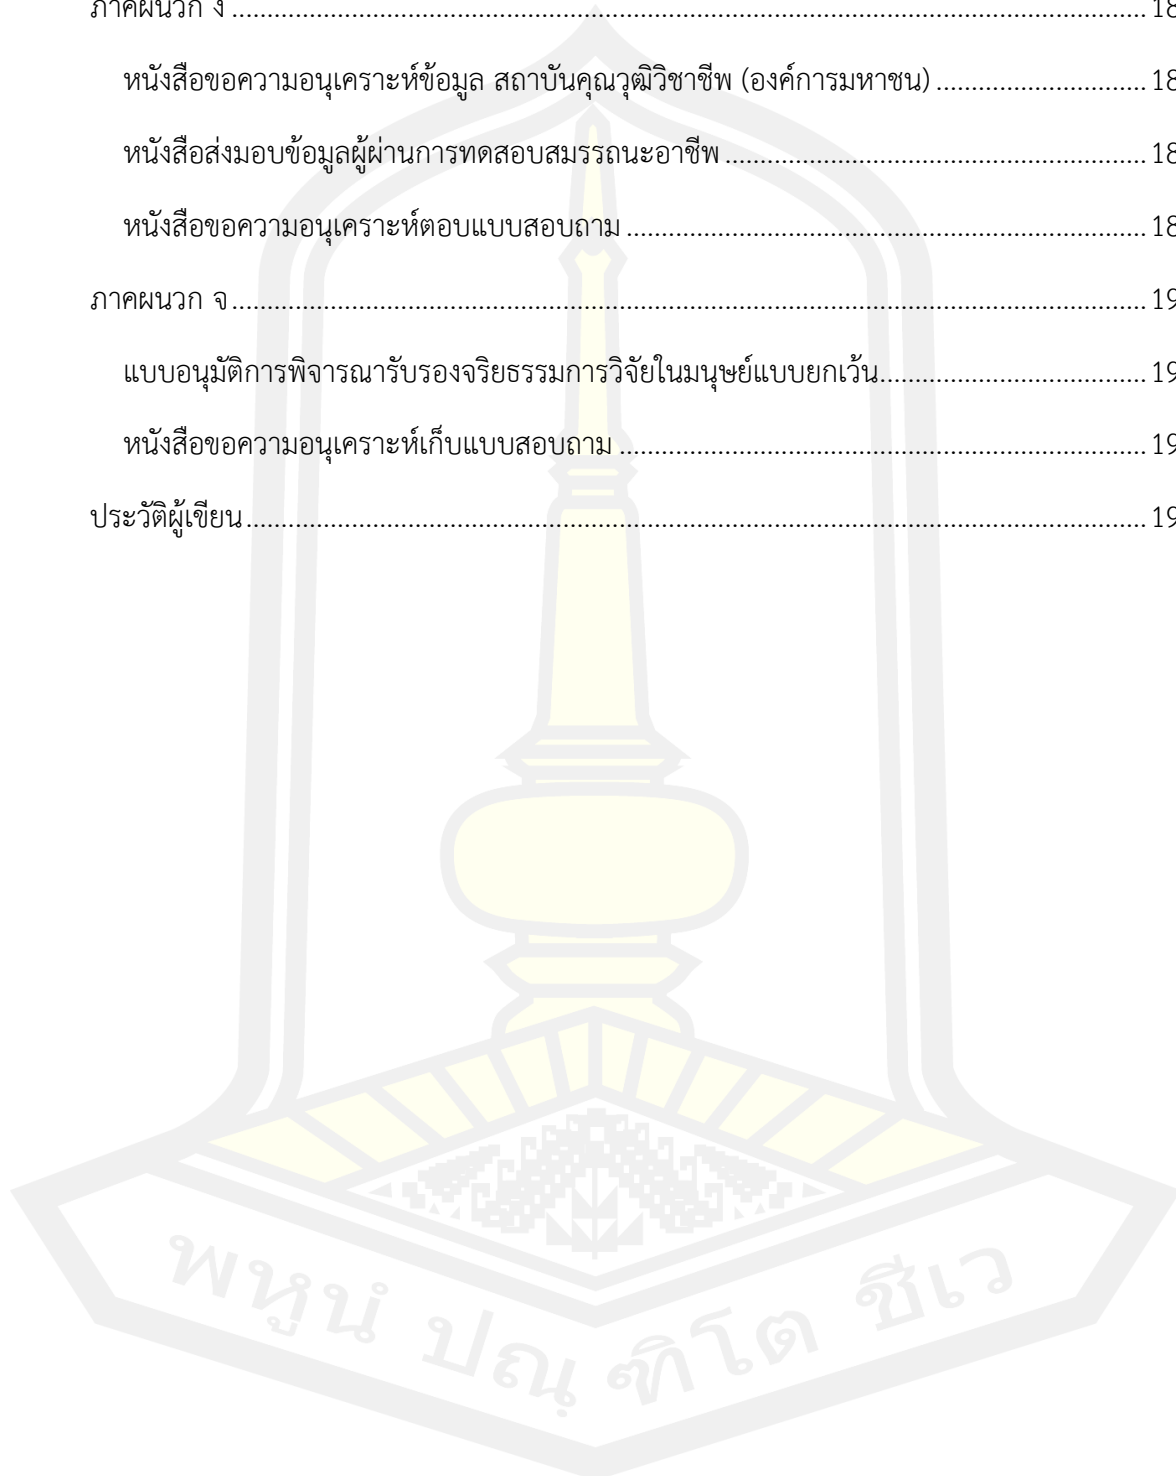 ภาคผนวก ง ........................................................................................................ 18
หนังสือขอความอนุเคราะห์ข้อมูล สถาบันคุณวุฒิวิชาชีพ (องค์การมหาชน) ............................. 18
หนังสือส่งมอบข้อมูลผู้ผ่านการทดสอบสมรรถนะอาชีพ .......................................................... 18
หนังสือขอความอนุเคราะห์ตอบแบบสอบถาม ....................................................................... 18
ภาคผนวก จ ........................................................................................................ 19
แบบอนุมัติการพิจารณารับรองจริยธรรมการวิจัยในมนุษย์แบบยกเว้น..................................... 19
หนังสือขอความอนุเคราะห์เก็บแบบสอบถาม ......................................................................... 19
ประวัติผู้เขียน ...................................................................................................... 19
พหูนํ ปณฺฑิโต ชีเว